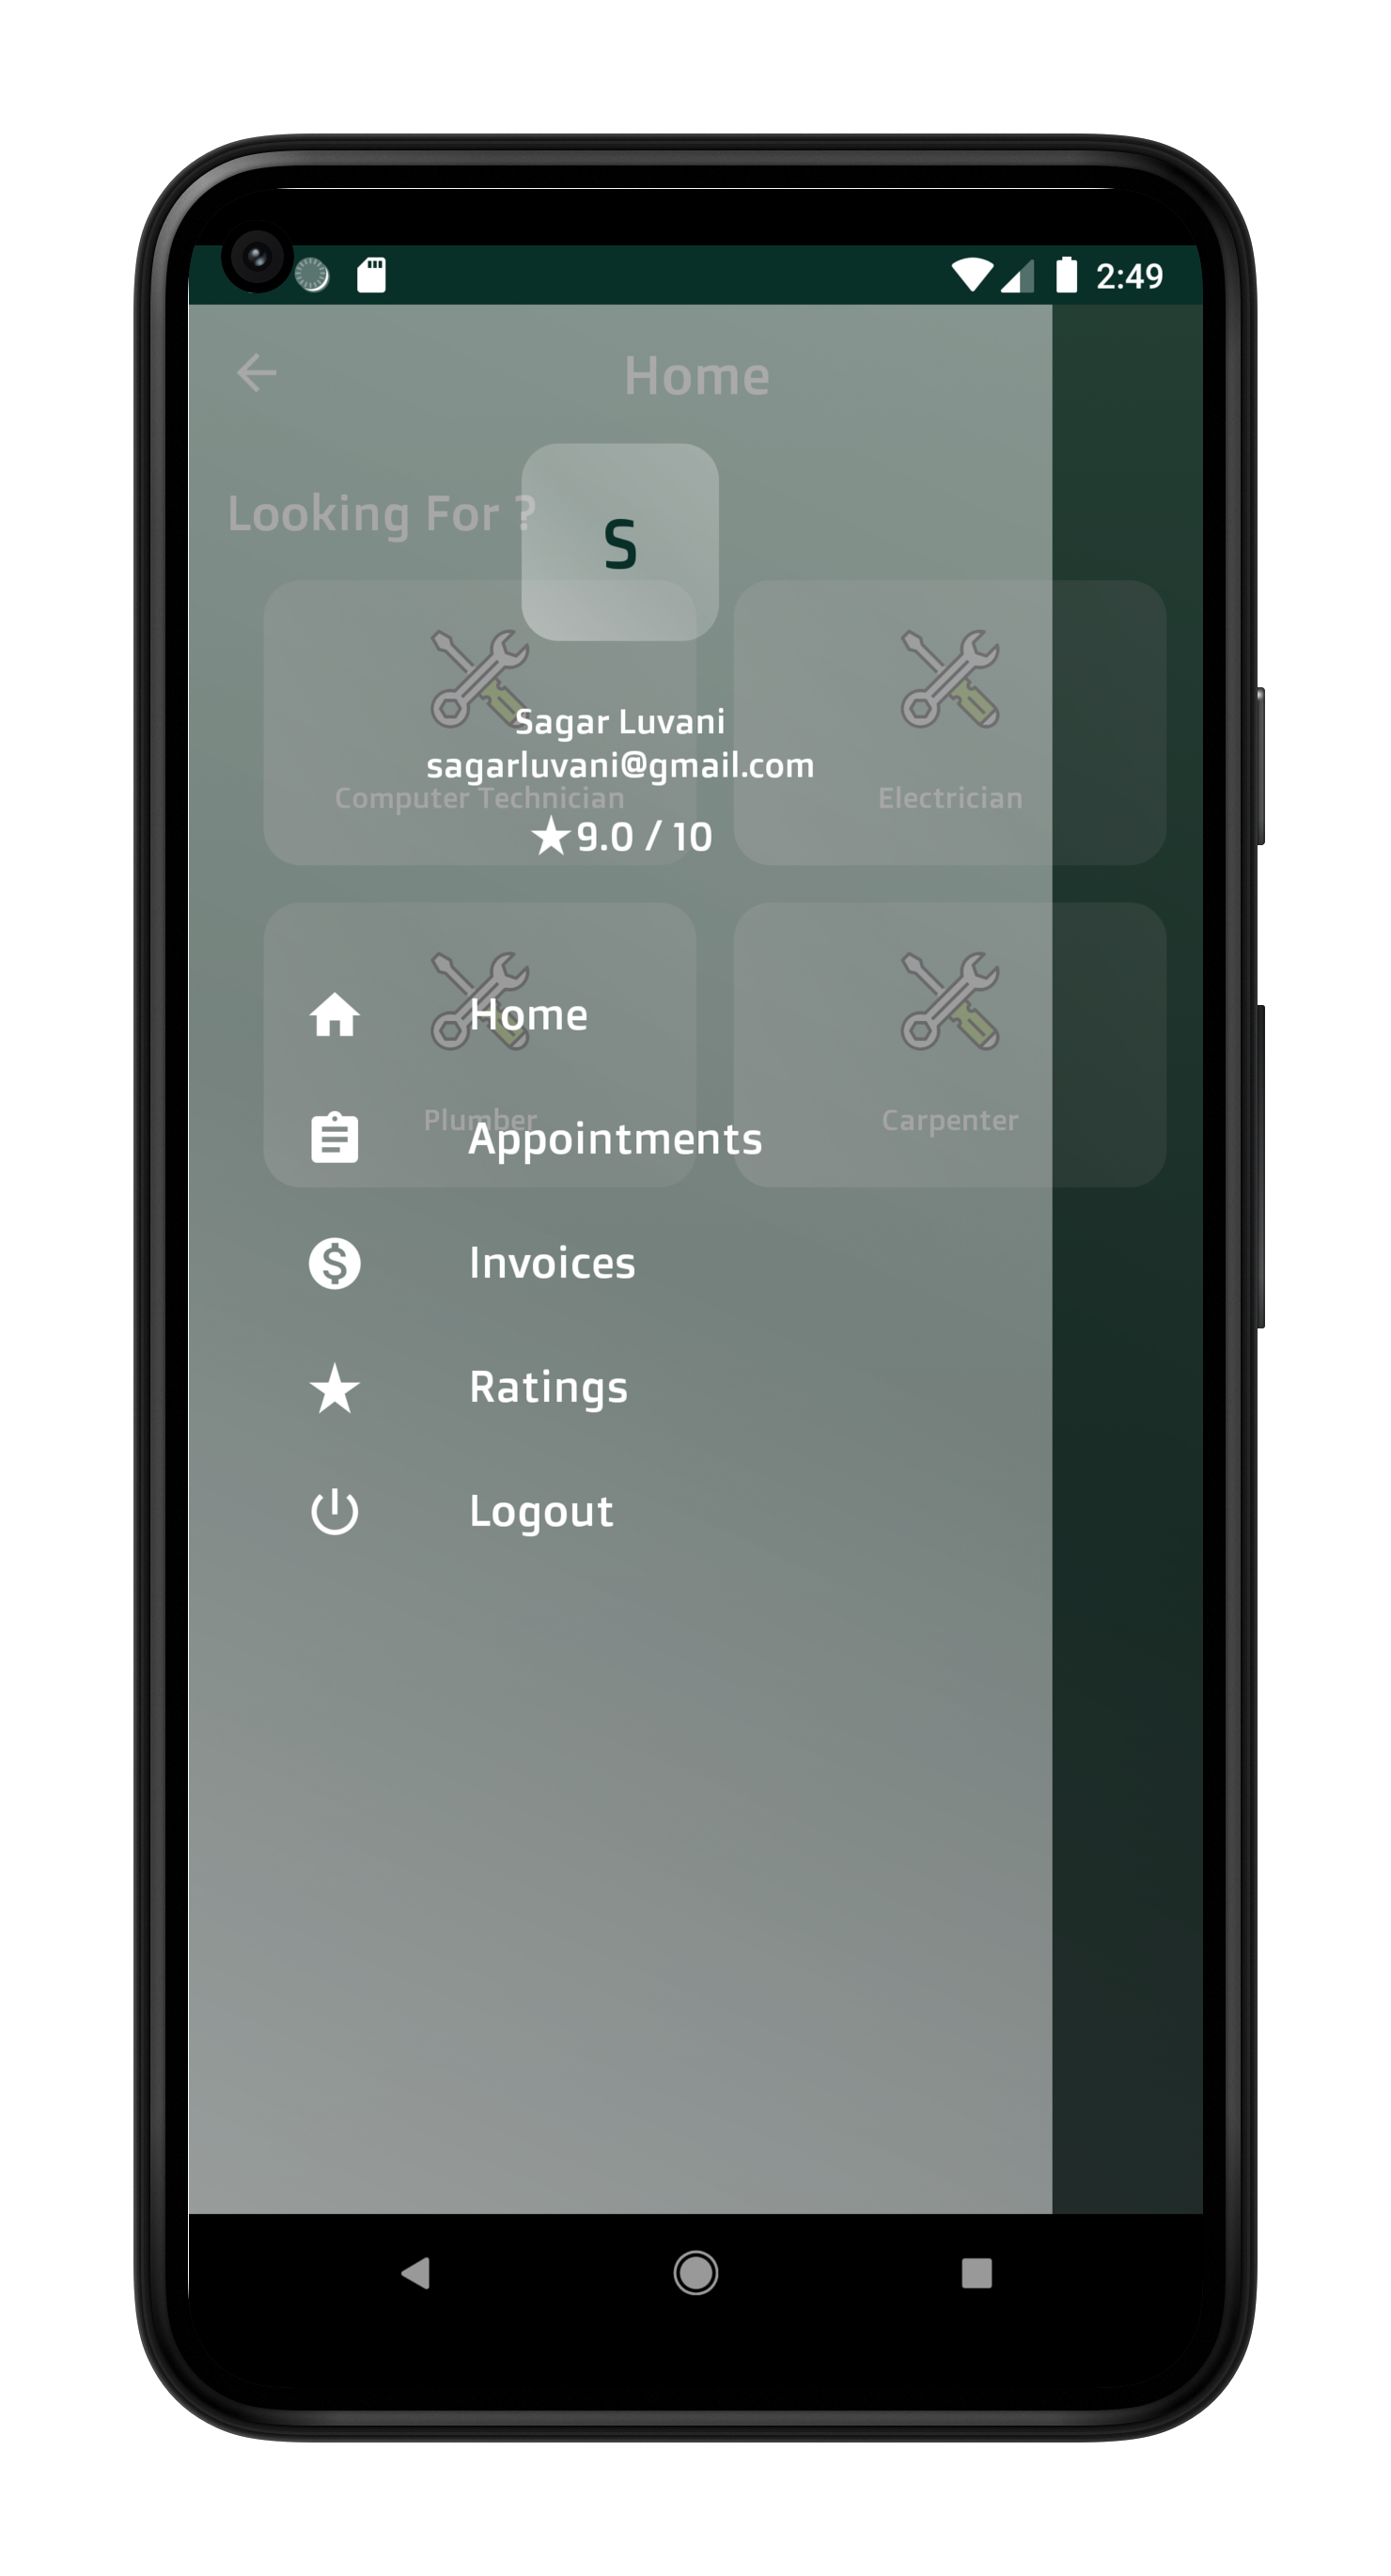 2:49
Home
Looking For ?
S
Sagar Luvani
sagarluvani@gmail.com
Computer Technician
Electrician
★9.0 / 10
Home
Plumber
Carpenter
Appointments
Invoices
Ratings
Logout